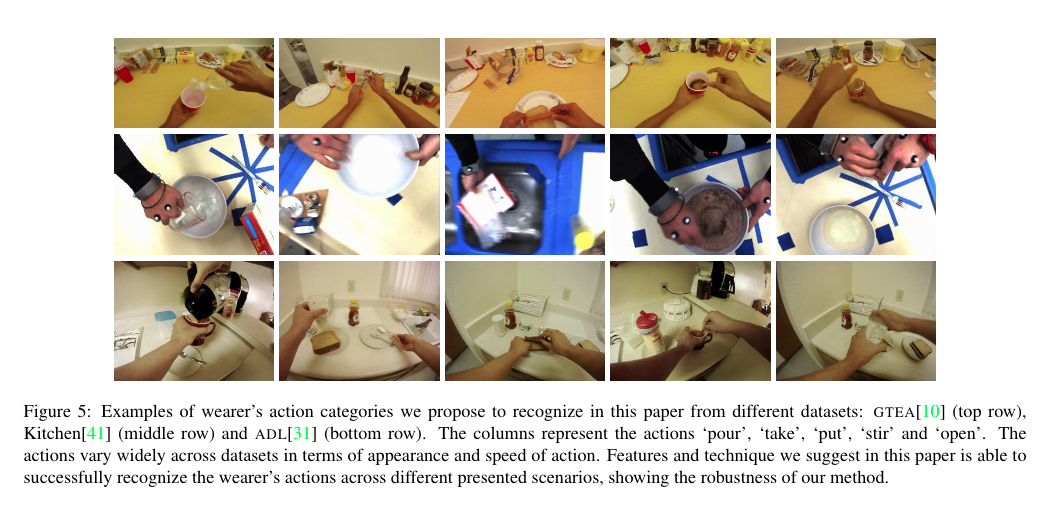 Figure 5: Examples of wearer's action categories we propose to recognize in this paper from different datasets: GTEA[10] (top row),
Kitchen[41] (middle row) and ADL[31] (bottom row). The columns represent the actions ‘pour’, ‘take’, ‘put’, ‘stir’ and ‘open’. The
actions vary widely across datasets in terms of appearance and speed of action. Features and technique we suggest in this paper is able to
successfully recognize the wearer's actions across different presented scenarios, showing the robustness of our method.